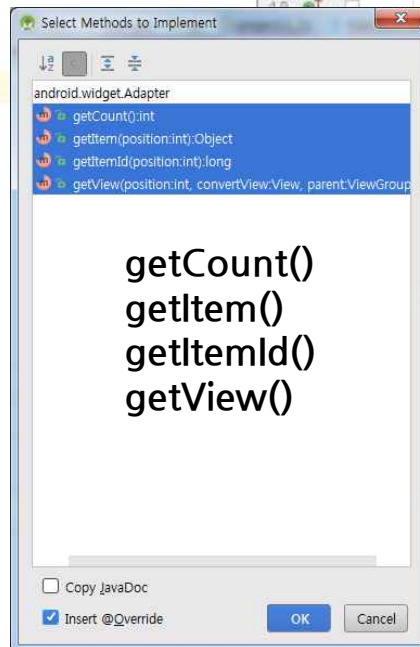 Select Methods to Implement
android.widget.Adapter
getCount():int
getItem(position:int):Object
getItemId(position:int):long
getView(position:int, convertView:View, parent:ViewGroup
getCount()
getItem()
getItemId()
getView()
Copy JavaDoc
Insert @Override
OK
Cancel